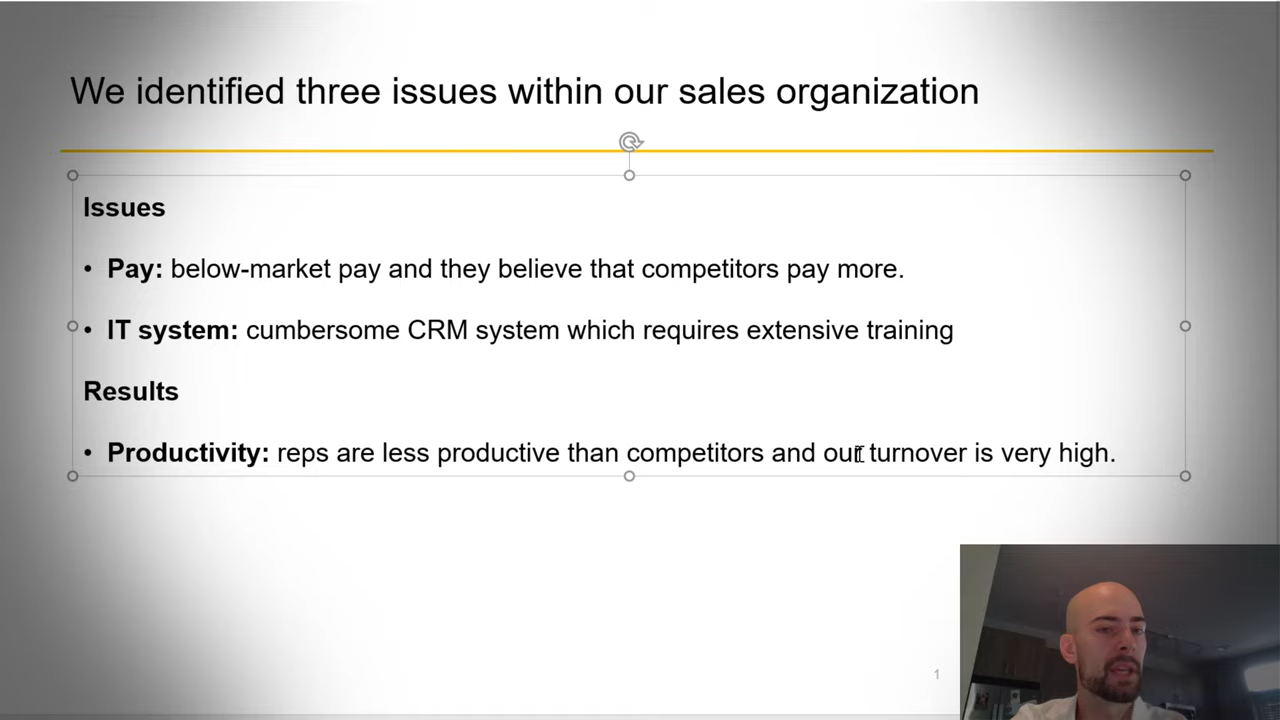 We identified three issues within our sales organization
Issues
• Pay: below-market pay and they believe that competitors pay more.
• IT system: cumbersome CRM system which requires extensive training
Results
• Productivity: reps are less productive than competitors and our turnover is very high.
1